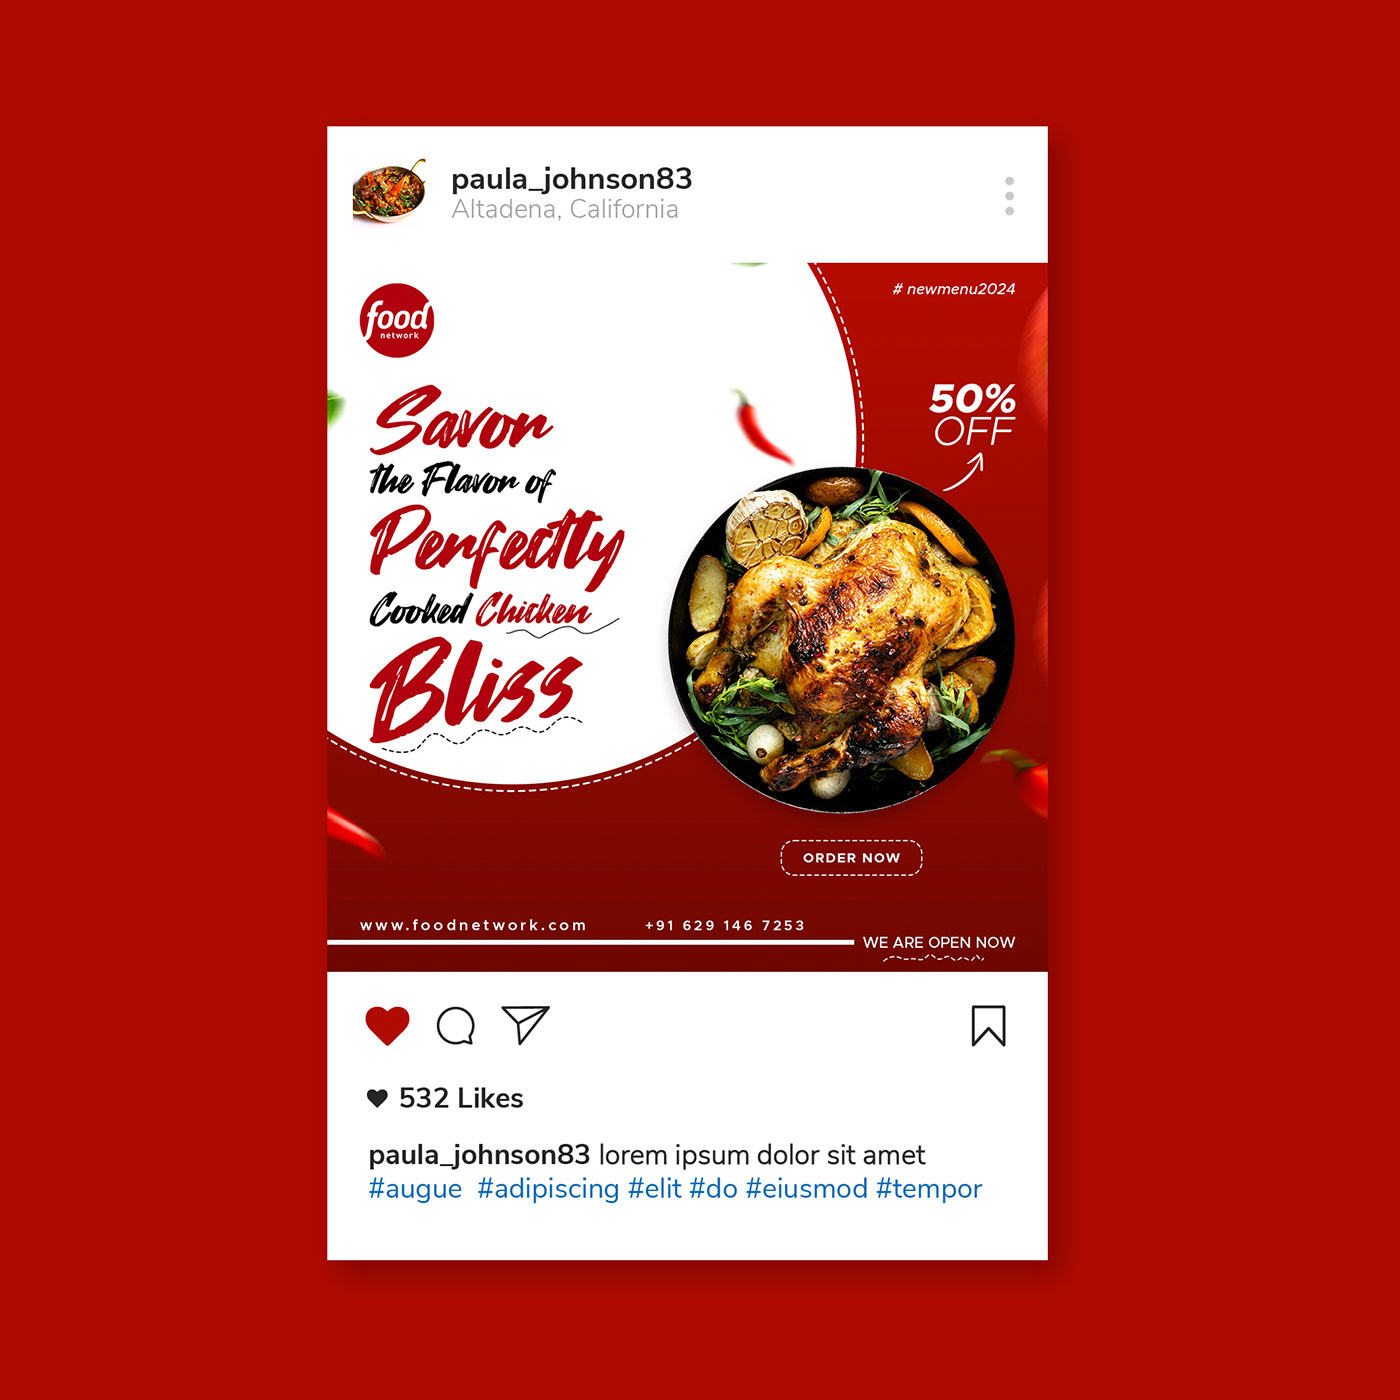 paula_johnson83
Altadena, California
food
network
# newmenu2024
50%
OFF
Savor
the Flavor of
Perfectly
Cooked Chicken
Bliss
ORDER NOW
www.foodnetwork.com
+91 629 146 7253
WE ARE OPEN NOW
532 Likes
paula_johnson83 lorem ipsum dolor sit amet
#augue #adipiscing #elit #do #eiusmod #tempor